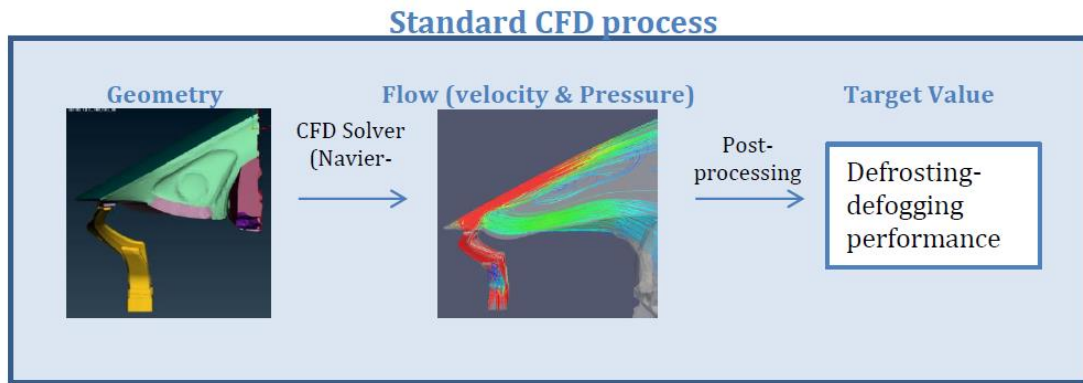 Standard CFD process
Geometry
Flow (velocity & Pressure)
Target Value
CFD Solver
(Navier-
Post-
processing
Defrosting-
defogging
performance